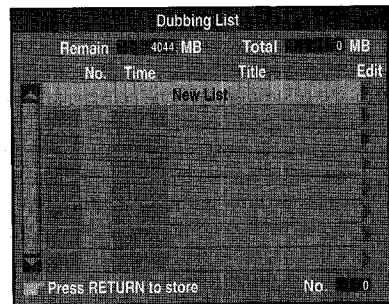 Dubbing List
Remain 4044 MB Total 0 MB
No. Time Title Edit
New List
Press RETURN to store No. 0